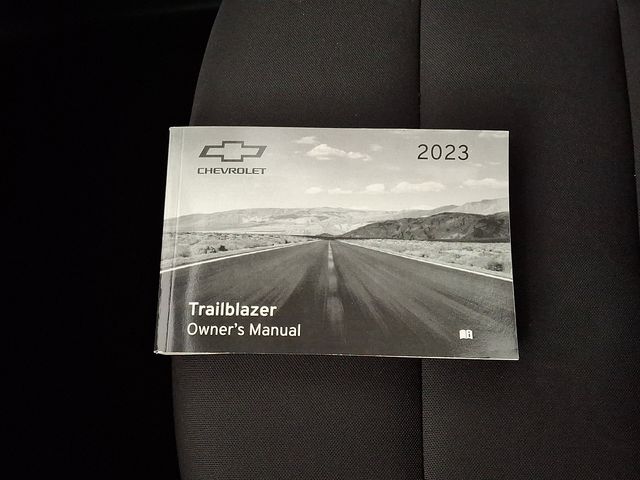 CHEVROLET
2023
Trailblazer
Owner's Manual